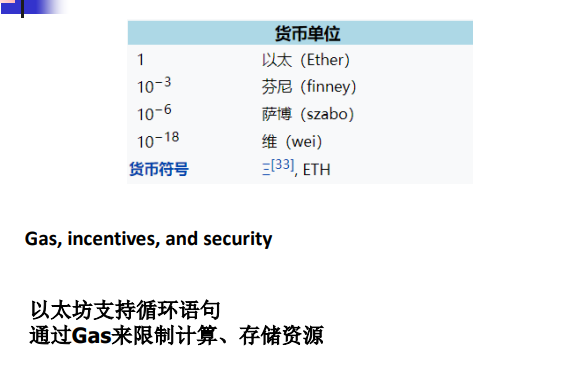 货币单位
1 以太（Ether）
10⁻³ 芬尼（finney）
10⁻⁶ 萨博（szabo）
10⁻¹⁸ 维（wei）
货币符号 Ξ[33], ETH
Gas, incentives, and security
以太坊支持循环语句
通过Gas来限制计算、存储资源